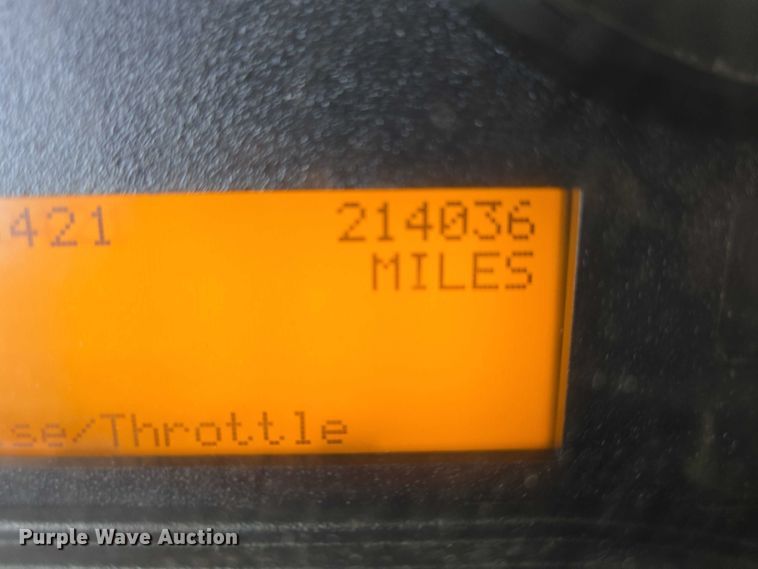 421 214036
MILES
se/Throttle
Purple Wave Auction